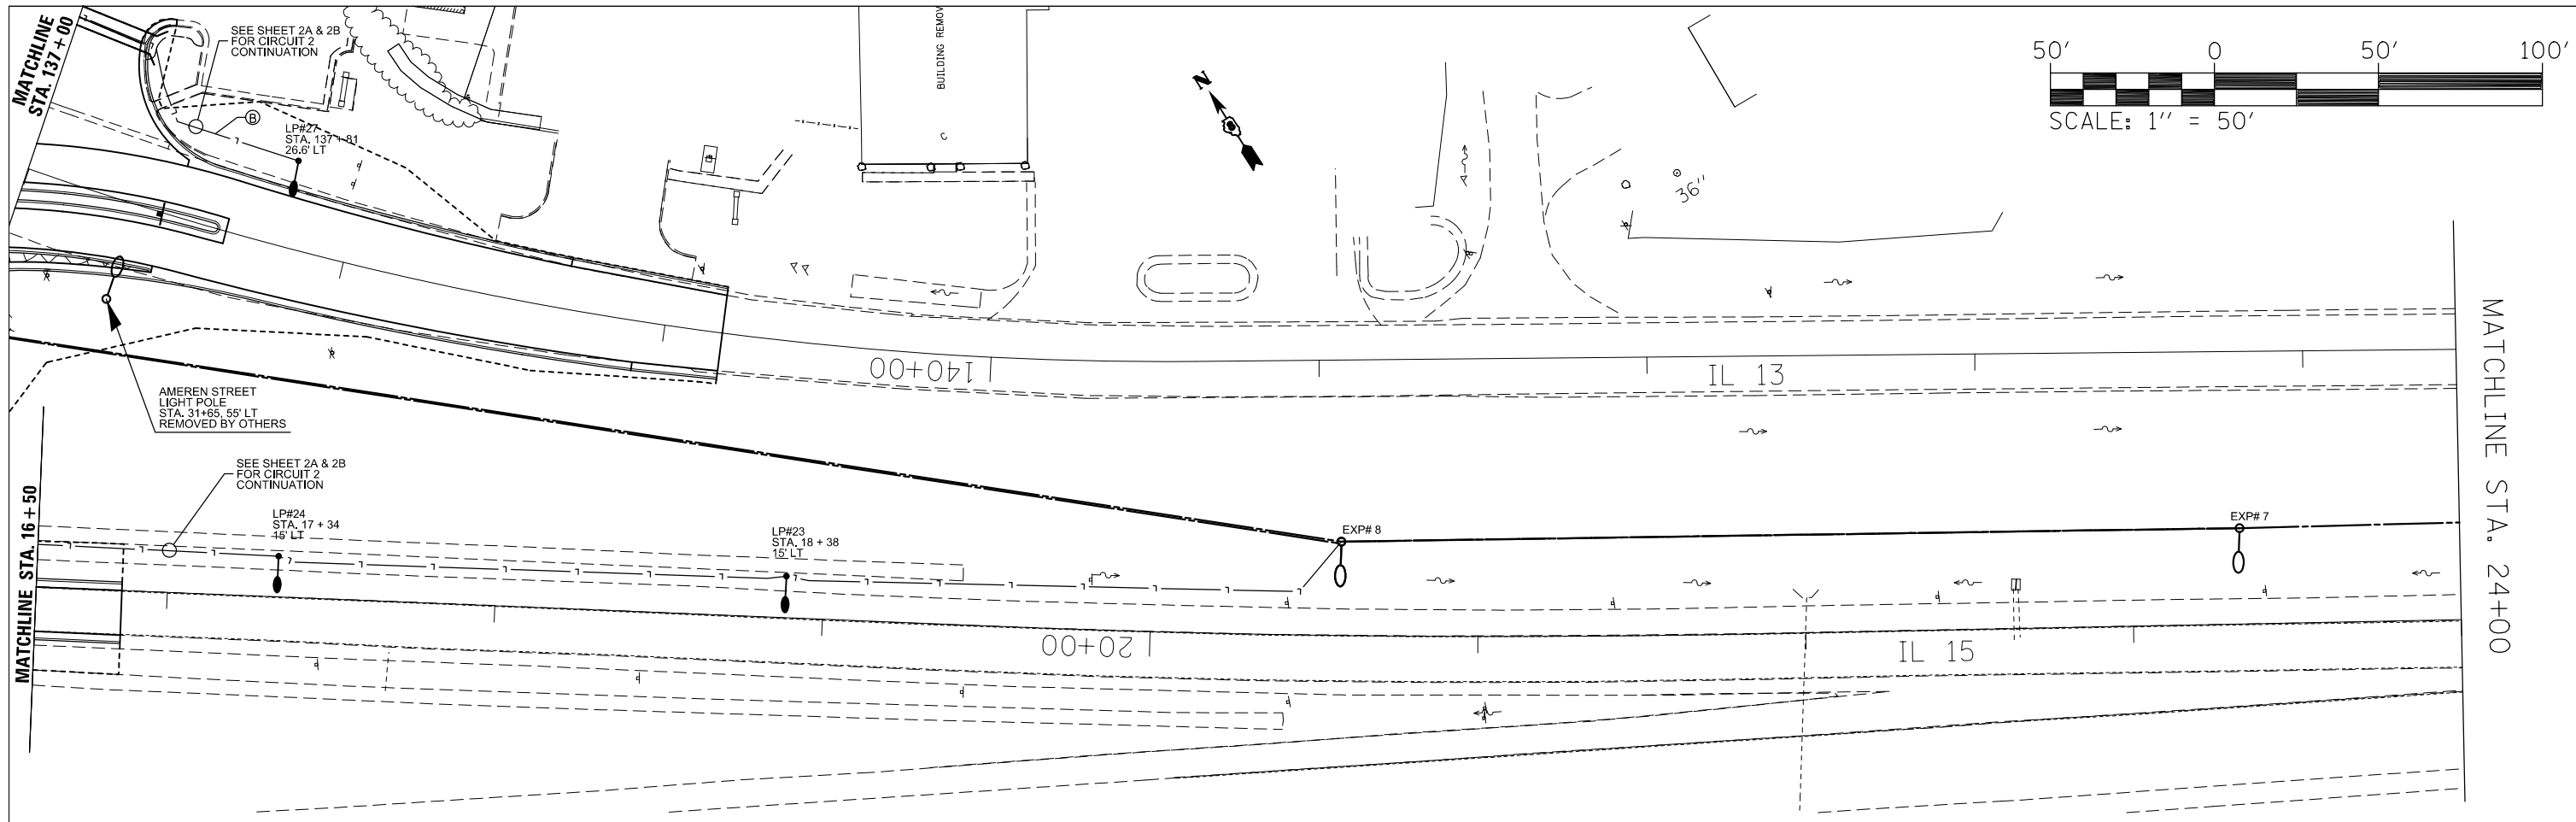 MATCHLINE
STA. 137+00
SEE SHEET 2A & 2B
FOR CIRCUIT 2
CONTINUATION
B
LP#27
STA. 137+81
26.6' LT
BUILDING REMOV
C
N
50' 0 50' 100'
SCALE: 1" = 50'
36"
AMEREN STREET
LIGHT POLE
STA. 31+65, 55' LT
REMOVED BY OTHERS
140+00
IL 13
MATCHLINE STA. 24+00
MATCHLINE STA. 16+50
SEE SHEET 2A & 2B
FOR CIRCUIT 2
CONTINUATION
LP#24
STA. 17 + 34
15' LT
LP#23
STA. 18 + 38
15' LT
EXP# 8
EXP# 7
20+00
IL 15